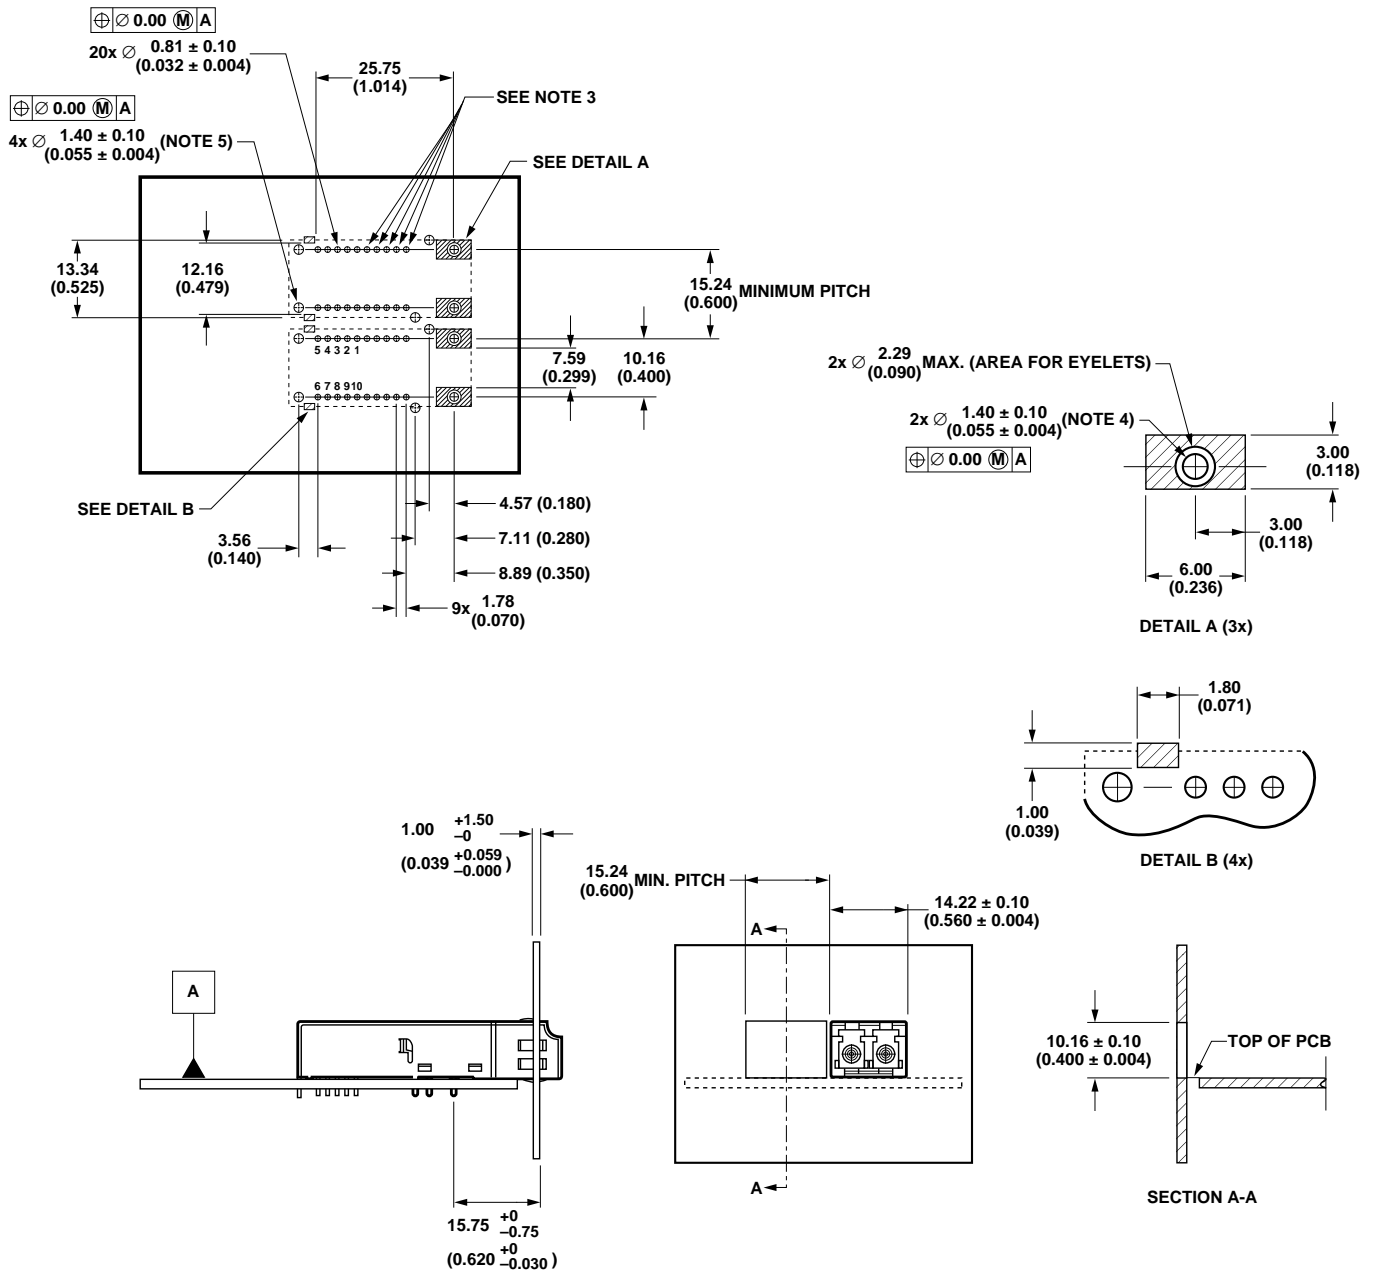 ⊕ ∅ 0.00 Ⓜ A
20x ∅ 0.81 ± 0.10
(0.032 ± 0.004)
25.75
(1.014)
SEE NOTE 3
⊕ ∅ 0.00 Ⓜ A
4x ∅ 1.40 ± 0.10 (NOTE 5)
(0.055 ± 0.004)
SEE DETAIL A
13.34
(0.525)
12.16
(0.479)
15.24 MINIMUM PITCH
(0.600)
5 4 3 2 1
7.59
(0.299)
10.16
(0.400)
6 7 8 9 10
SEE DETAIL B
3.56
(0.140)
4.57 (0.180)
7.11 (0.280)
8.89 (0.350)
9x 1.78
(0.070)
2x ∅ 2.29 MAX. (AREA FOR EYELETS)
(0.090)
2x ∅ 1.40 ± 0.10 (NOTE 4)
(0.055 ± 0.004)
⊕ ∅ 0.00 Ⓜ A
3.00
(0.118)
3.00
(0.118)
6.00
(0.236)
DETAIL A (3x)
1.80
(0.071)
1.00
(0.039)
DETAIL B (4x)
1.00 +1.50
–0
(0.039 +0.059
–0.000 )
15.24 MIN. PITCH
(0.600)
14.22 ± 0.10
(0.560 ± 0.004)
A
A
10.16 ± 0.10
(0.400 ± 0.004)
TOP OF PCB
A
SECTION A-A
15.75 +0
–0.75
(0.620 +0
–0.030 )